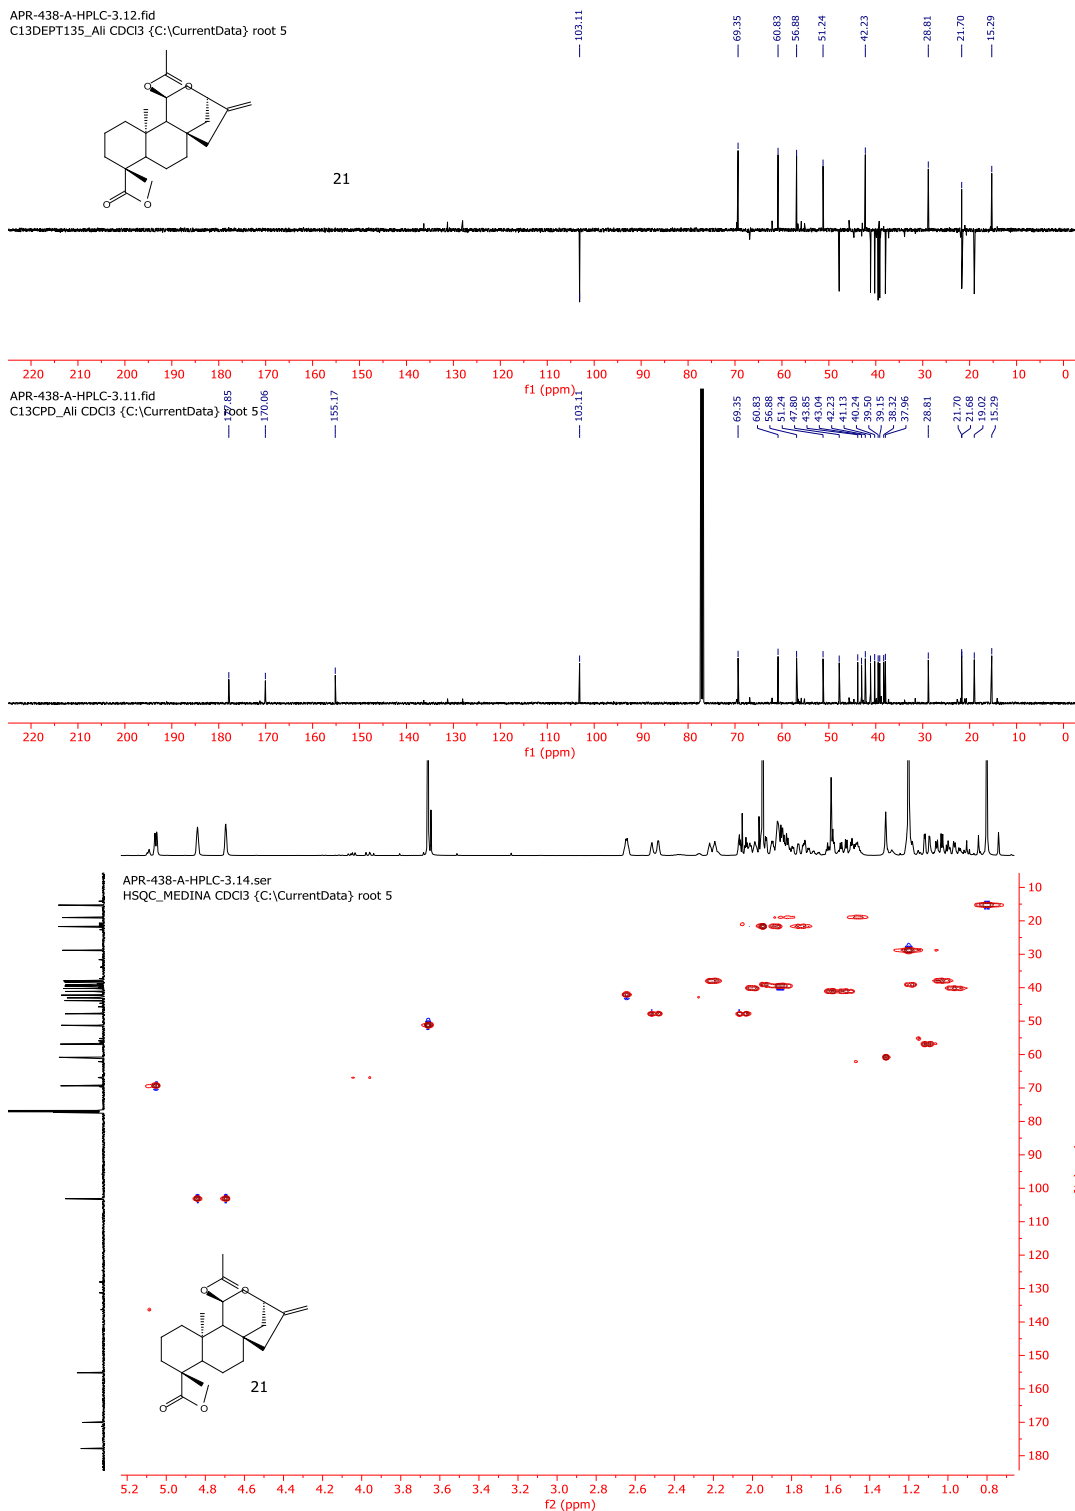 APR-438-A-HPLC-3.12.fid
C13DEPT135_Ali CDCl3 {C:\CurrentData} root 5
103.11
69.35
60.83
56.88
51.24
42.23
28.81
21.70
15.29
O
O
O
O
21
220 210 200 190 180 170 160 150 140 130 120 110 100 90 80 70 60 50 40 30 20 10 0
f1 (ppm)
APR-438-A-HPLC-3.11.fid
C13CPD_Ali CDCl3 {C:\CurrentData} root 5
177.85
170.06
155.17
103.11
69.35
60.83
56.88
51.24
47.80
43.85
43.04
42.23
41.13
40.24
39.50
39.15
38.32
37.96
28.81
21.70
21.68
19.02
15.29
220 210 200 190 180 170 160 150 140 130 120 110 100 90 80 70 60 50 40 30 20 10 0
f1 (ppm)
APR-438-A-HPLC-3.14.ser
HSQC_MEDINA CDCl3 {C:\CurrentData} root 5
10
20
30
40
50
60
70
80
90
100
110
120
130
140
150
160
170
180
O
O
O
O
21
5.2 5.0 4.8 4.6 4.4 4.2 4.0 3.8 3.6 3.4 3.2 3.0 2.8 2.6 2.4 2.2 2.0 1.8 1.6 1.4 1.2 1.0 0.8
f2 (ppm)